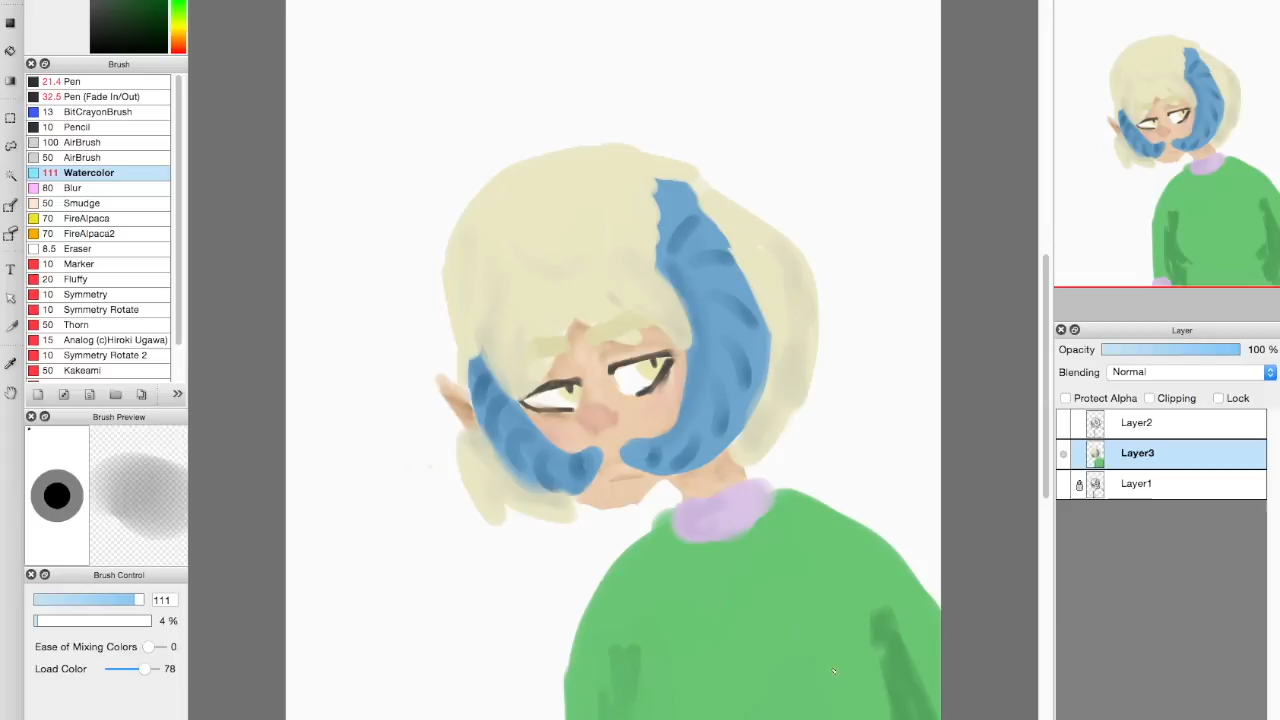 Brush
21.4 Pen
32.5 Pen (Fade In/Out)
13 BitCrayonBrush
10 Pencil
100 AirBrush
50 AirBrush
111 Watercolor
80 Blur
50 Smudge
70 FireAlpaca
70 FireAlpaca2
8.5 Eraser
10 Marker
20 Fluffy
10 Symmetry
10 Symmetry Rotate
50 Thorn
15 Analog (c)Hiroki Ugawa)
10 Symmetry Rotate 2
50 Kakeami
Brush Preview
Brush Control
111
4 %
Ease of Mixing Colors 0
Load Color 78
Layer
Opacity 100 %
Blending Normal
Protect Alpha Clipping Lock
Layer2
Layer3
Layer1